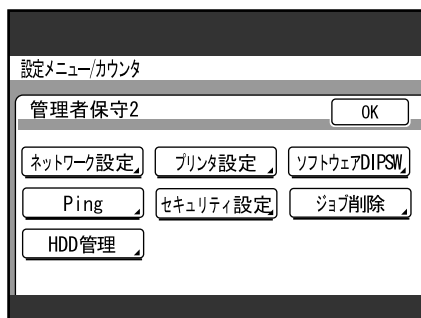 設定メニュー/カウンタ
管理者保守2
OK
ネットワーク設定
プリンタ設定
ソフトウェアDIPSW
Ping
セキュリティ設定
ジョブ削除
HDD管理